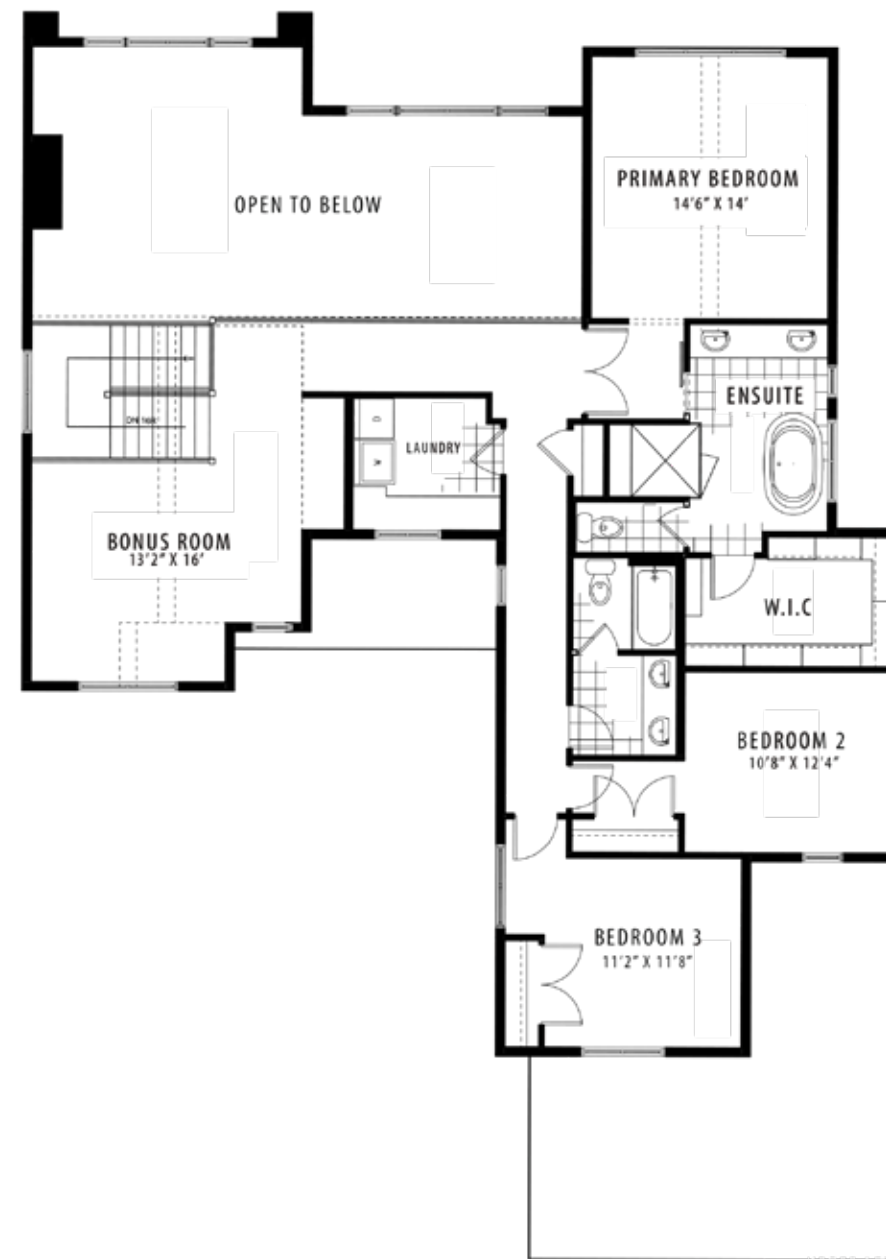 OPEN TO BELOW
PRIMARY BEDROOM
14'6" X 14'
ENSUITE
LAUNDRY
BONUS ROOM
13'2" X 16'
W.I.C
BEDROOM 2
10'8" X 12'4"
BEDROOM 3
11'2" X 11'8"